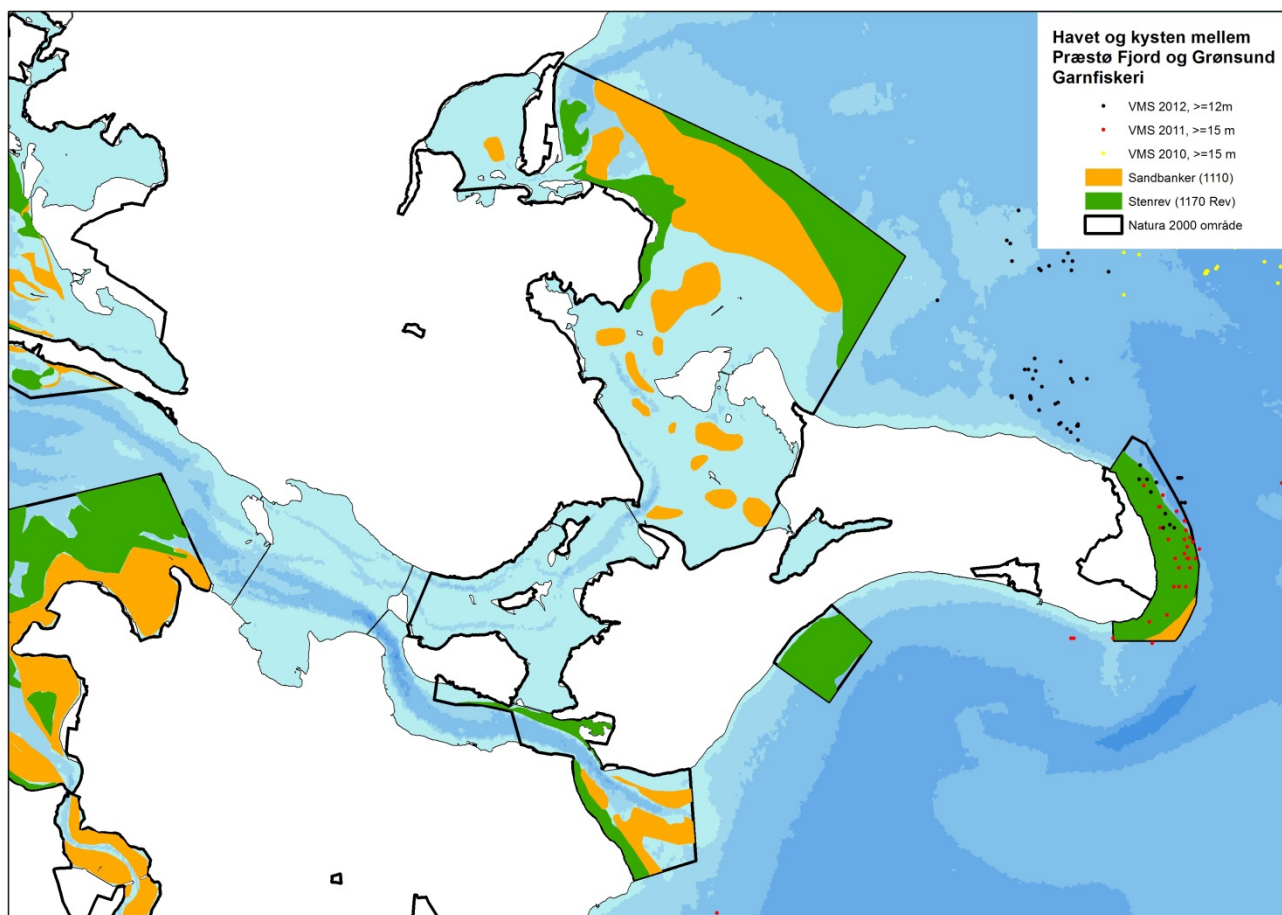 Havet og kysten mellem
Præstø Fjord og Grønsund
Garnfiskeri
VMS 2012, >=12m
VMS 2011, >=15 m
VMS 2010, >=15 m
Sandbanker (1110)
Stenrev (1170 Rev)
Natura 2000 område